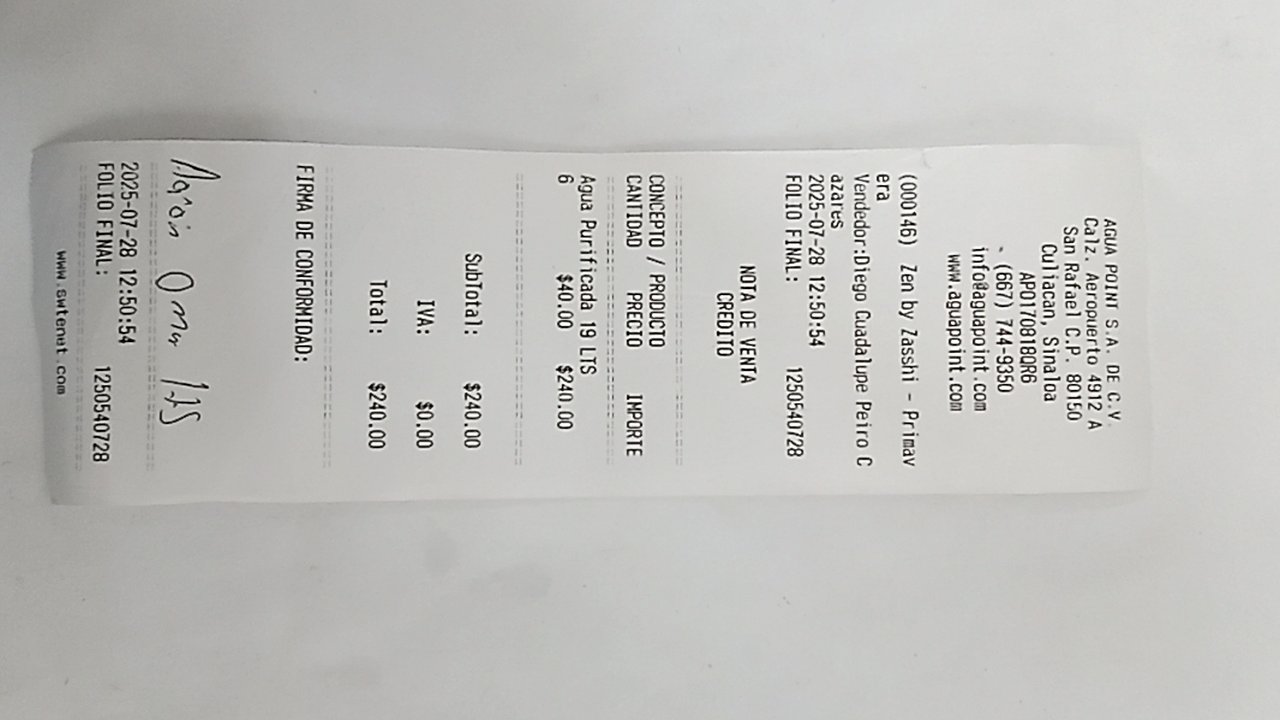 AGUA POINT S.A. DE C.V.
Calz. Aeropuerto 4912 A
San Rafael C.P. 80150
Culiacan, Sinaloa
APO170918QR6
- (667) 744-9350
info@aguapoint.com
www.aguapoint.com
(000146) Zen by Zasshi - Primav
era
Vendedor:Diego Guadalupe Peiro C
azares
2025-07-28 12:50:54
FOLIO FINAL: 1250540728
NOTA DE VENTA
CREDITO
CONCEPTO / PRODUCTO
CANTIDAD PRECIO IMPORTE
Agua Purificada 19 LTS
6 $40.00 $240.00
SubTotal: $240.00
IVA: $0.00
Total: $240.00
FIRMA DE CONFORMIDAD:
2025-07-28 12:50:54
FOLIO FINAL: 1250540728
www.swtenet.com